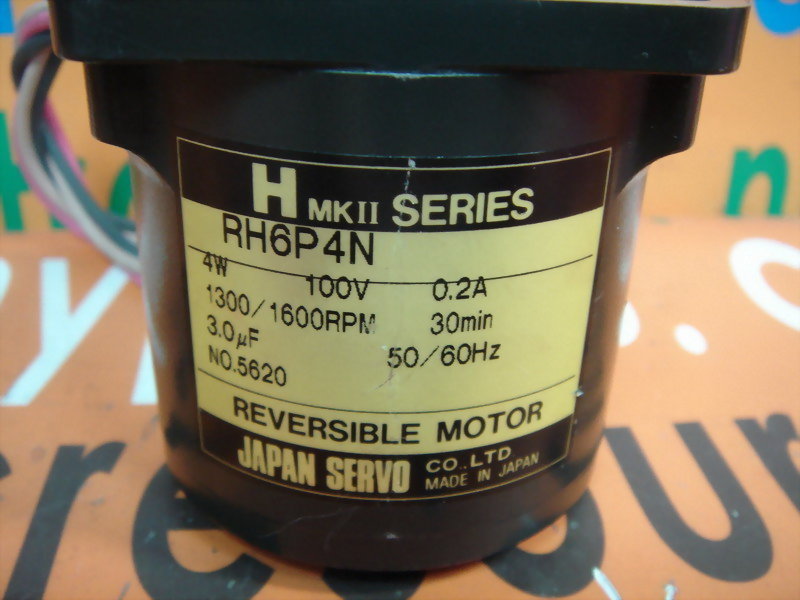 H MKII SERIES
RH6P4N
4W 100V 0.2A
1300/1600RPM 30min
3.0µF 50/60Hz
NO.5620
REVERSIBLE MOTOR
JAPAN SERVO CO.,LTD
MADE IN JAPAN